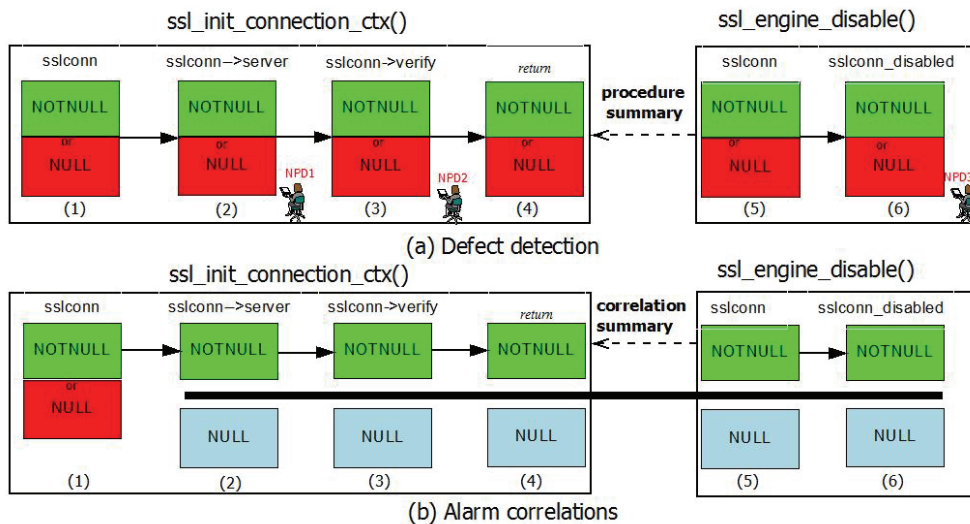 ssl_init_connection_ctx()
ssl_engine_disable()
sslconn
sslconn—>server
sslconn->verify
return
sslconn
sslconn_disabled
NOTNULL
NOTNULL
NOTNULL
NOTNULL
procedure
summary
NOTNULL
NOTNULL
or
or
or
or
or
or
NULL
NULL
NULL
NULL
NULL
NULL
NPD1
NPD2
NPD3
(1)
(2)
(3)
(4)
(5)
(6)
(a) Defect detection
ssl_init_connection_ctx()
ssl_engine_disable()
sslconn
sslconn—>server
sslconn->verify
return
correlation
summary
sslconn
sslconn_disabled
NOTNULL
NOTNULL
NOTNULL
NOTNULL
NOTNULL
NOTNULL
or
NULL
NULL
NULL
NULL
NULL
NULL
(1)
(2)
(3)
(4)
(5)
(6)
(b) Alarm correlations